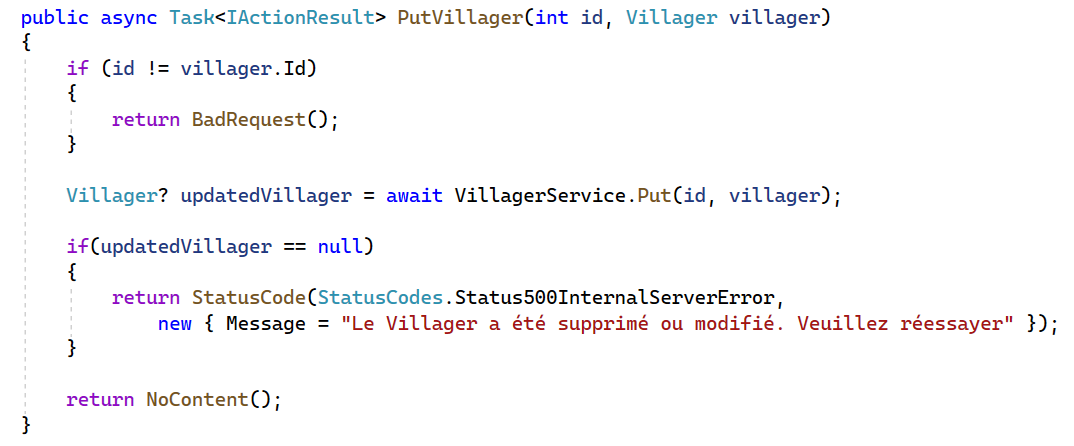 public async Task<IActionResult> PutVillager(int id, Villager villager)
{
    if (id != villager.Id)
    {
        return BadRequest();
    }

    Villager? updatedVillager = await VillagerService.Put(id, villager);

    if(updatedVillager == null)
    {
        return StatusCode(StatusCodes.Status500InternalServerError,
            new { Message = "Le Villager a été supprimé ou modifié. Veuillez réessayer" });
    }

    return NoContent();
}